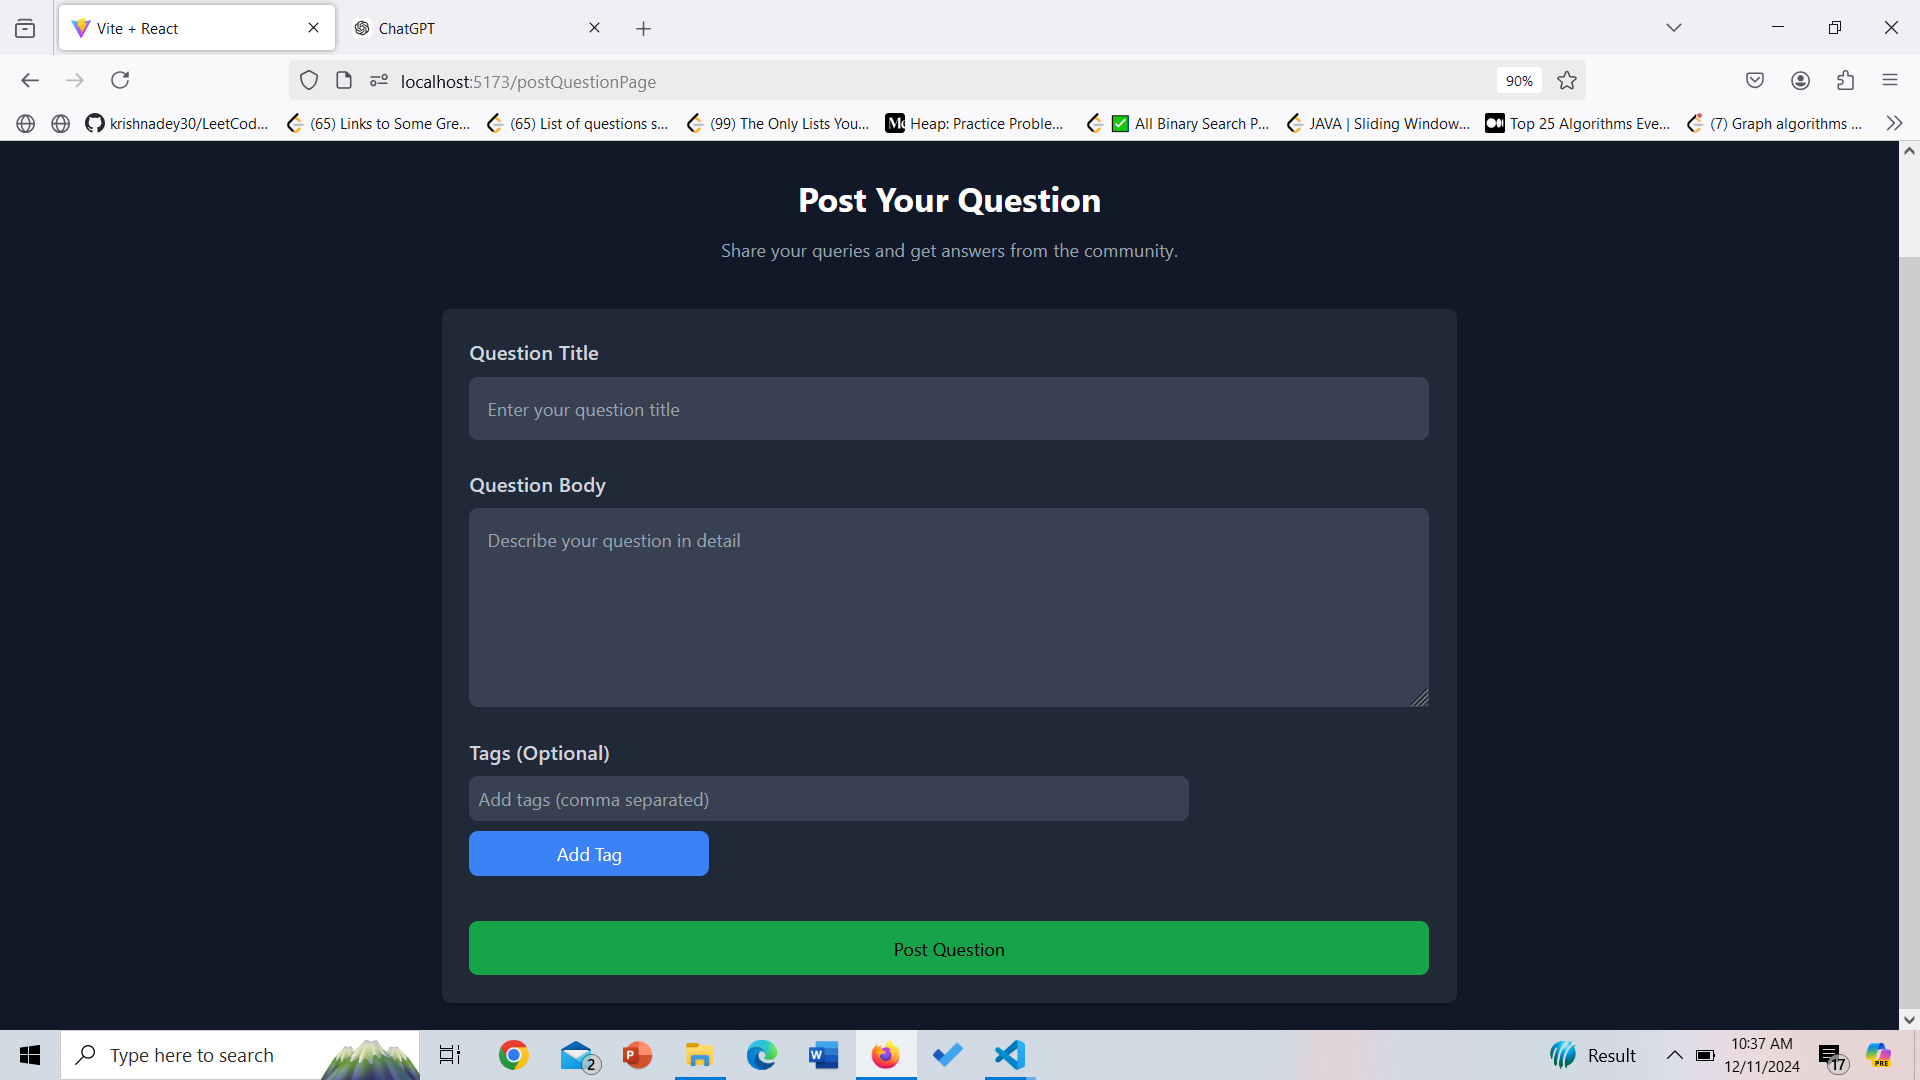 Vite + React
ChatGPT
localhost:5173/postQuestionPage
90%
krishnadey30/LeetCod...
(65) Links to Some Gre...
(65) List of questions s...
(99) The Only Lists You...
Heap: Practice Proble...
All Binary Search P...
JAVA | Sliding Window...
Top 25 Algorithms Eve...
(7) Graph algorithms ...
Post Your Question
Share your queries and get answers from the community.
Question Title
Enter your question title
Question Body
Describe your question in detail
Tags (Optional)
Add tags (comma separated)
Add Tag
Post Question
Type here to search
2
Result
10:37 AM
12/11/2024
17
PRE